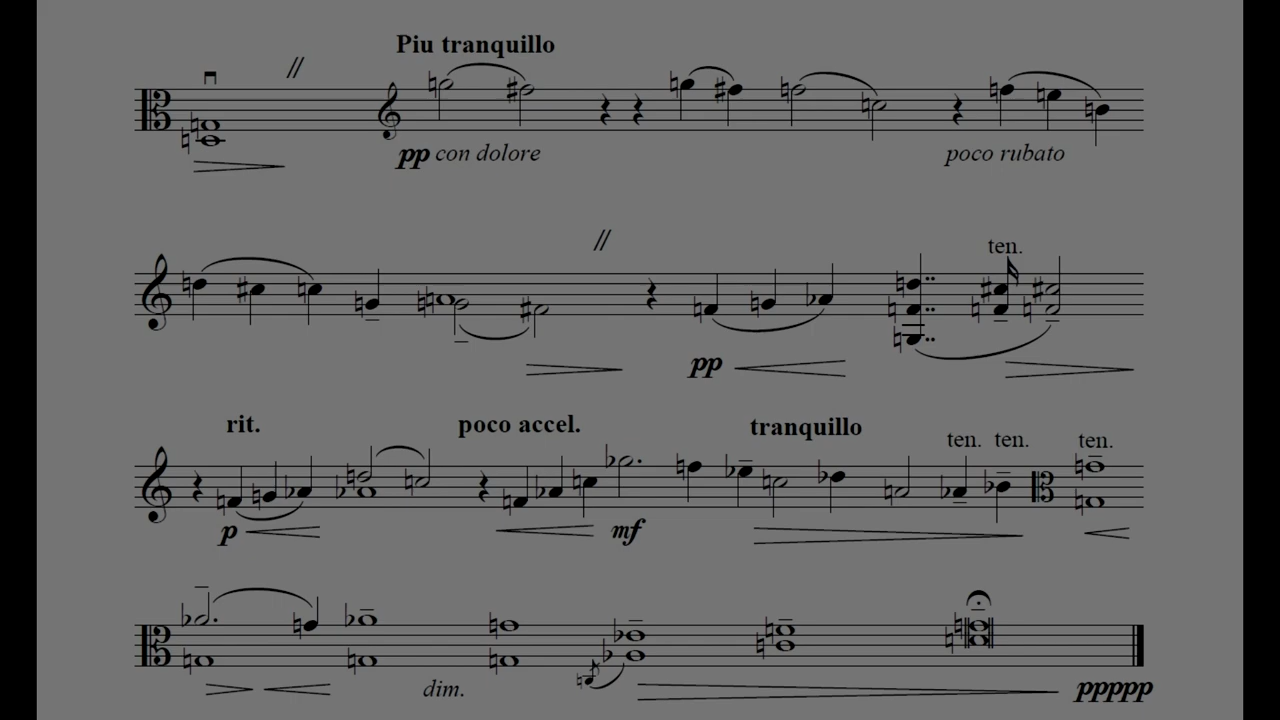 Piu tranquillo
pp con dolore poco rubato
ten.
pp
rit. poco accel. tranquillo ten. ten. ten.
p mf
dim. ppppp